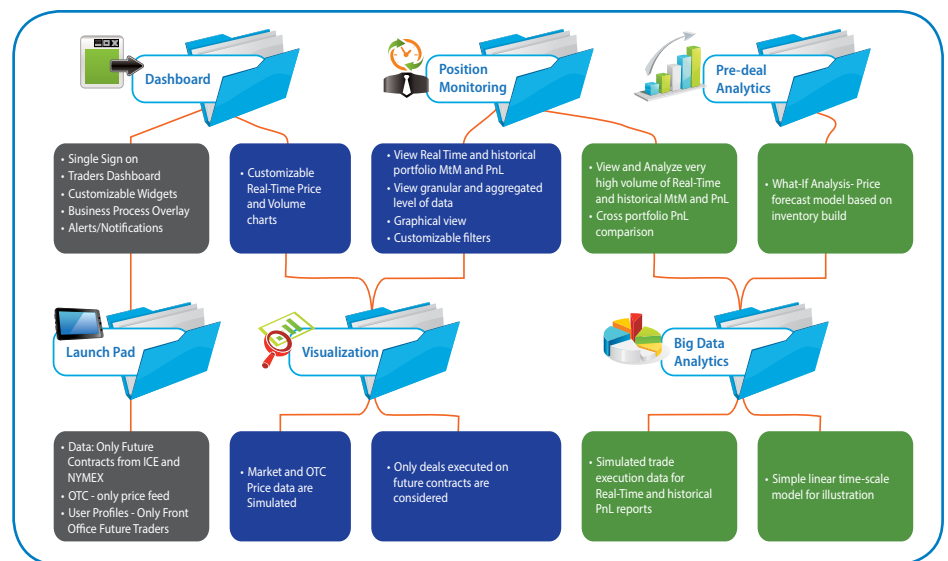 Dashboard
Position
Monitoring
Pre-deal
Analytics
• Single Sign on
• Traders Dashboard
• Customizable Widgets
• Business Process Overlay
• Alerts/Notifications
• Customizable
Real-Time Price
and Volume
charts
• View Real Time and historical
portfolio MtM and PnL
• View granular and aggregated
level of data
• Graphical view
• Customizable filters
• View and Analyze very
high volume of Real-Time
and historical MtM and PnL
• Cross portfolio PnL
comparison
• What-If Analysis- Price
forecast model based on
inventory build
Launch Pad
Visualization
Big Data
Analytics
• Data: Only Future
Contracts from ICE and
NYMEX
• OTC - only price feed
• User Profiles - Only Front
Office Future Traders
• Market and OTC
Price data are
Simulated
• Only deals executed on
future contracts are
considered
• Simulated trade
execution data for
Real-Time and historical
PnL reports
• Simple linear time-scale
model for illustration